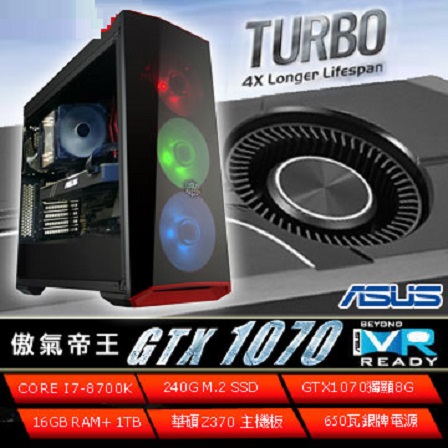 TURBO
4X Longer Lifespan
ASUS
ASUS
傲氣帝王 GTX 1070
BEYOND
VR
READY
CORE I7-8700K 240G M.2 SSD GTX1070獨顯8G
16GB RAM+ 1TB 華碩Z370 主機板 650瓦銀牌電源